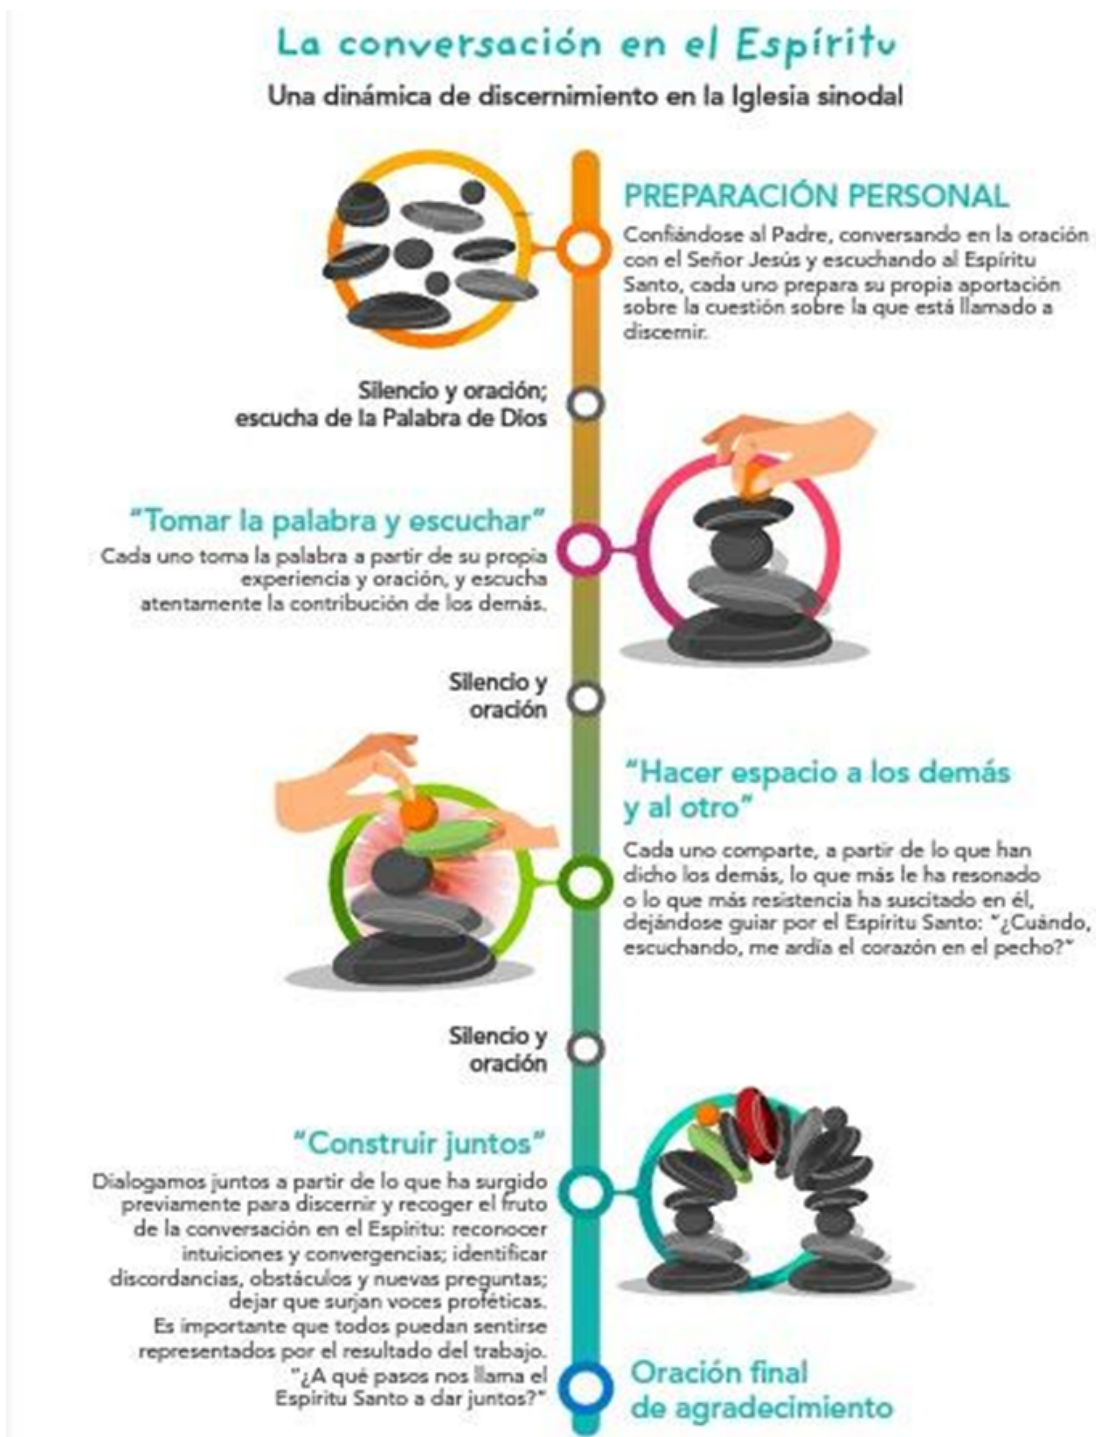 La conversación en el Espíritu
Una dinámica de discernimiento en la Iglesia sinodal
PREPARACIÓN PERSONAL
Confiándose al Padre, conversando en la oración
con el Señor Jesús y escuchando al Espíritu
Santo, cada uno prepara su propia aportación
sobre la cuestión sobre la que está llamado a
discernir.
Silencio y oración;
escucha de la Palabra de Dios
“Tomar la palabra y escuchar”
Cada uno toma la palabra a partir de su propia
experiencia y oración, y escucha
atentamente la contribución de los demás.
Silencio y
oración
“Hacer espacio a los demás
y al otro”
Cada uno comparte, a partir de lo que han
dicho los demás, lo que más le ha resonado
o lo que más resistencia ha suscitado en él,
dejándose guiar por el Espíritu Santo: “¿Cuándo,
escuchando, me ardía el corazón en el pecho?”
Silencio y
oración
“Construir juntos”
Dialogamos juntos a partir de lo que ha surgido
previamente para discernir y recoger el fruto
de la conversación en el Espíritu: reconocer
intuiciones y convergencias; identificar
discordancias, obstáculos y nuevas preguntas;
dejar que surjan voces proféticas.
Es importante que todos puedan sentirse
representados por el resultado del trabajo.
“¿A qué pasos nos llama el
Espíritu Santo a dar juntos?”
Oración final
de agradecimiento